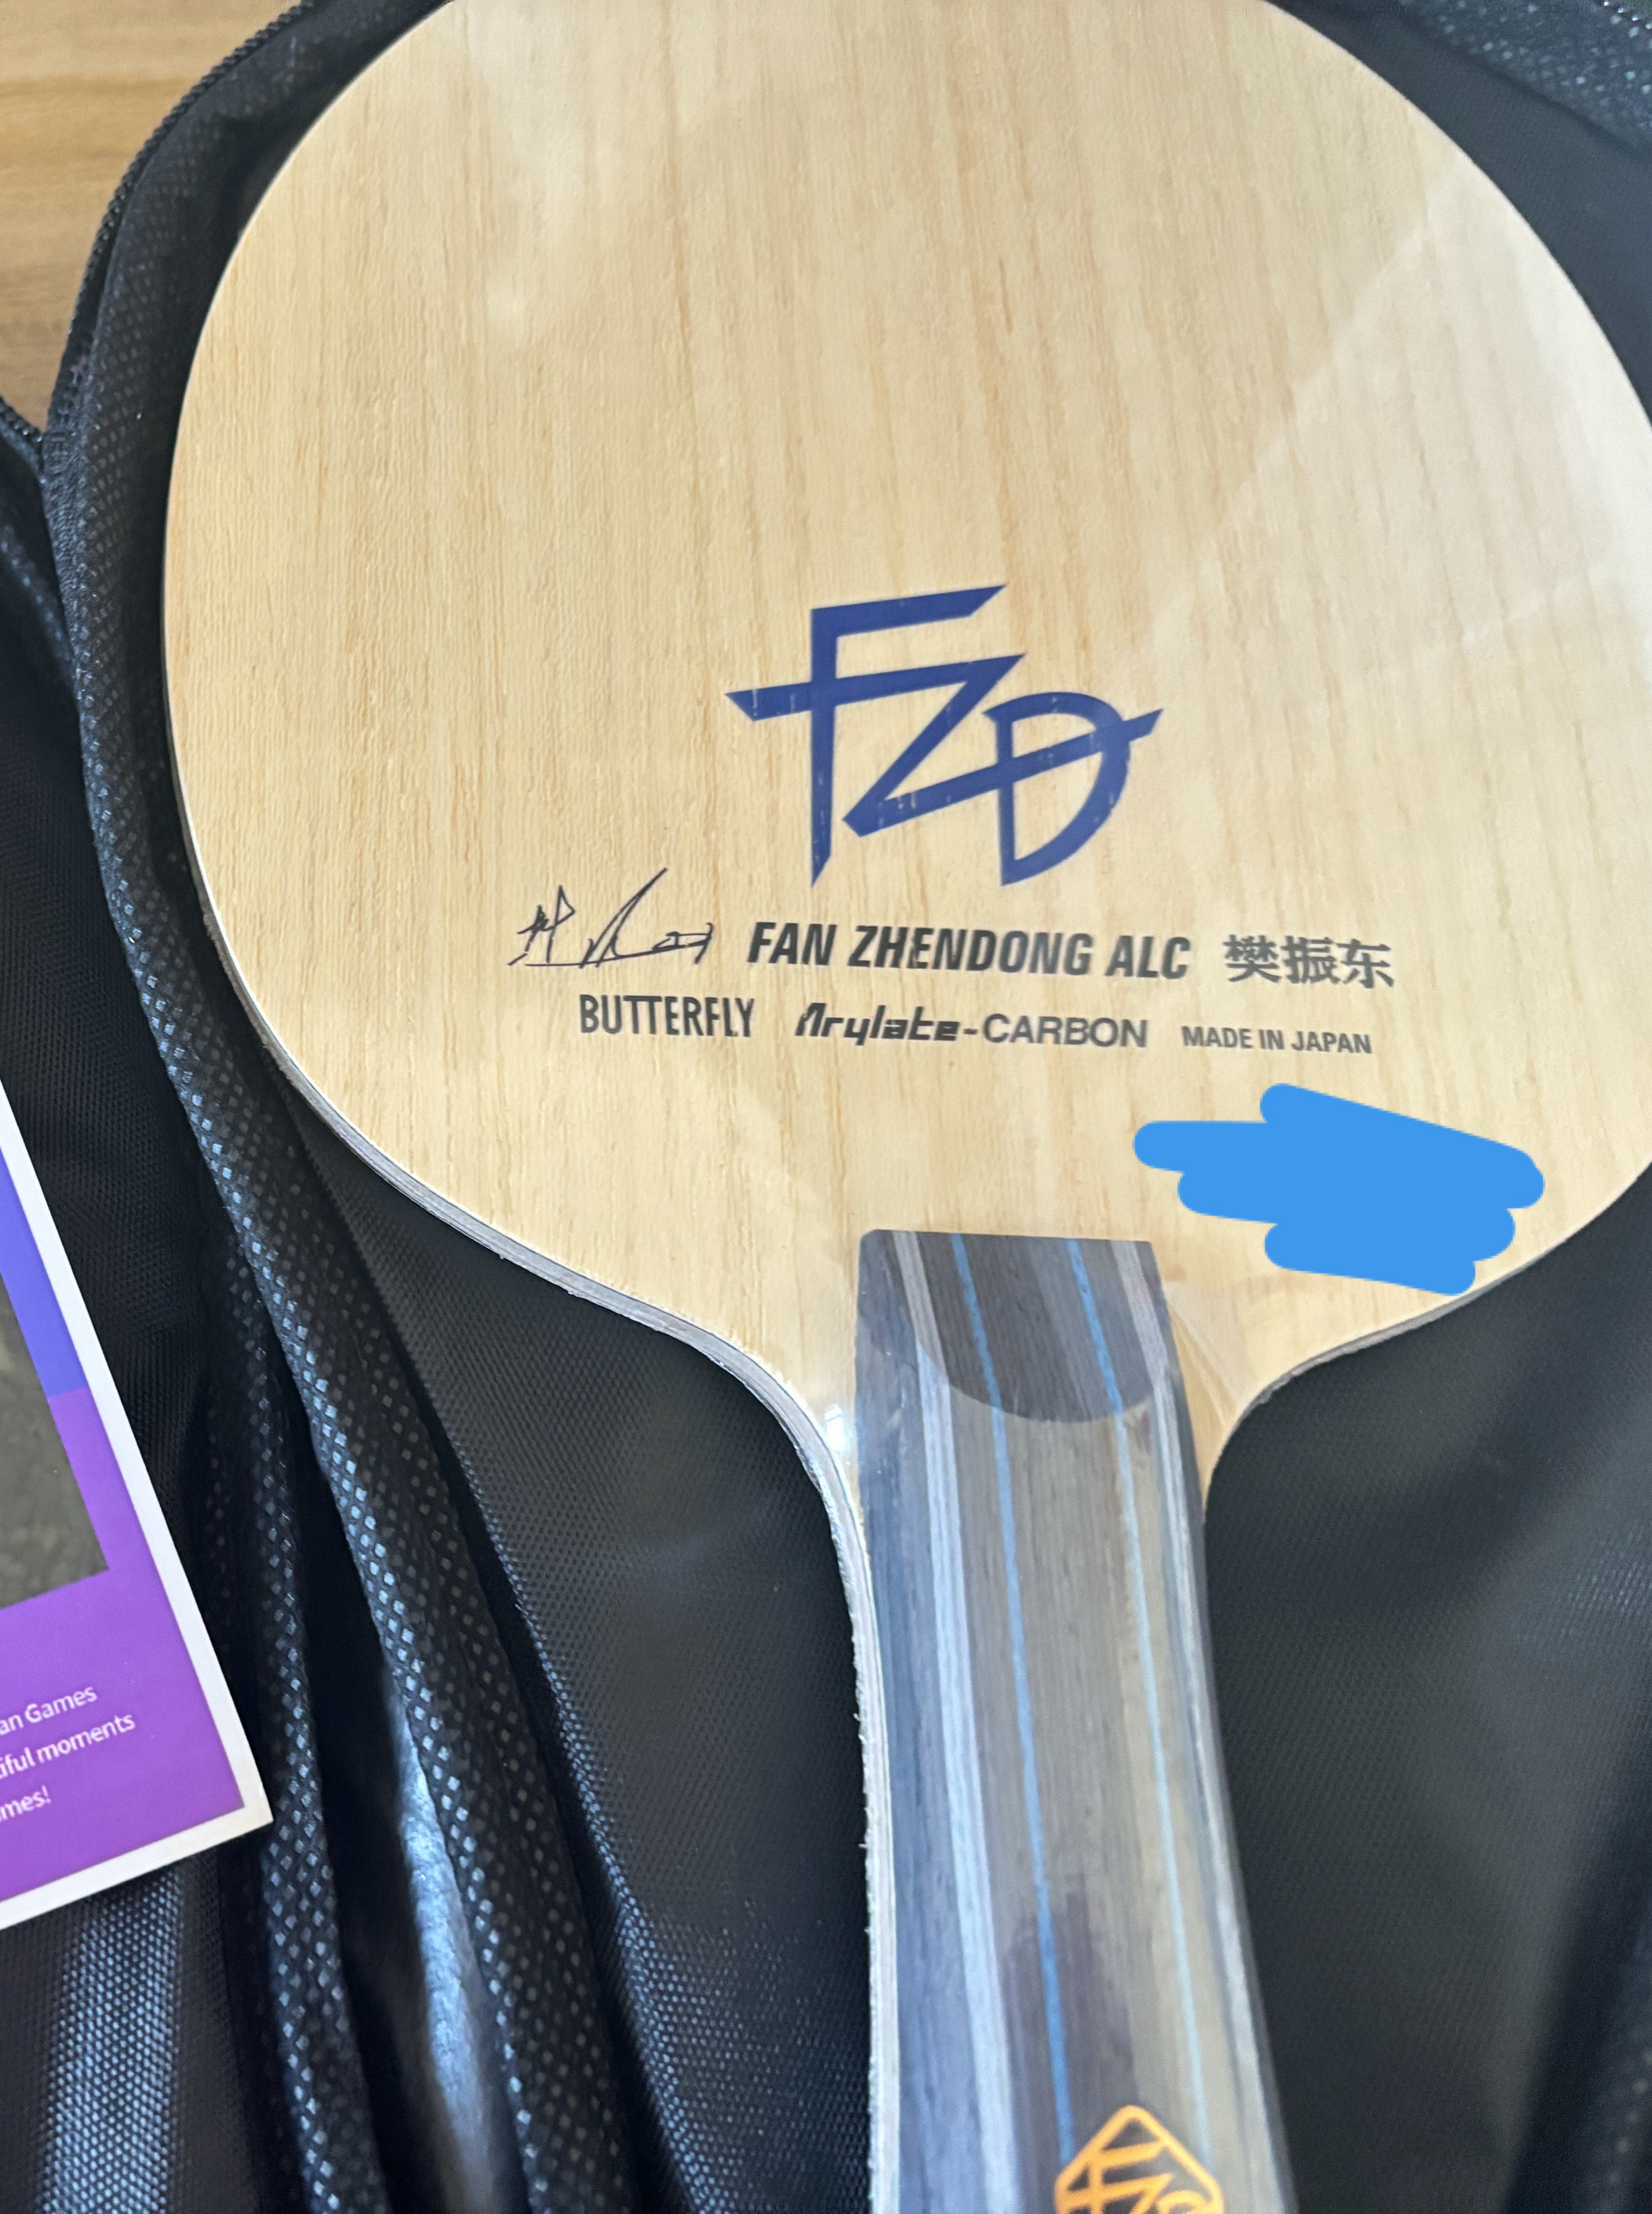 FZD
FAN ZHENDONG ALC 樊振东
BUTTERFLY Arylate-CARBON MADE IN JAPAN
an Games
iful moments
mes!